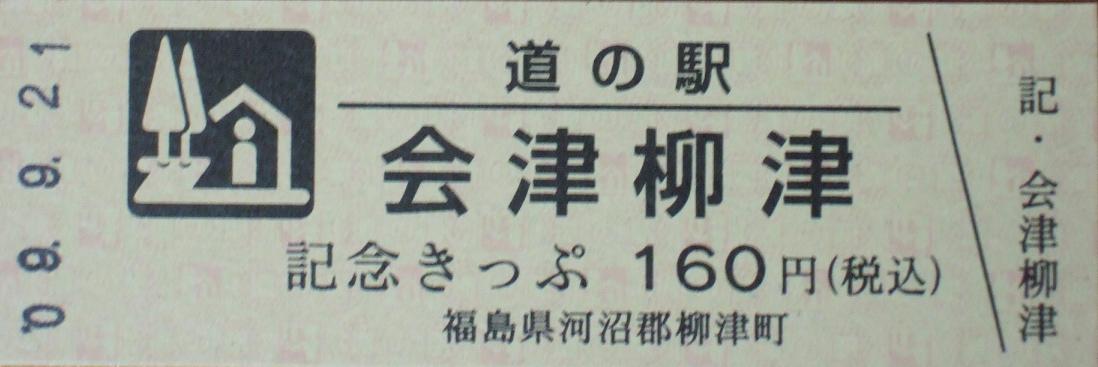 09. 9. 21
道の駅
会津柳津
記念きっぷ 160円(税込)
福島県河沼郡柳津町
記・会津柳津